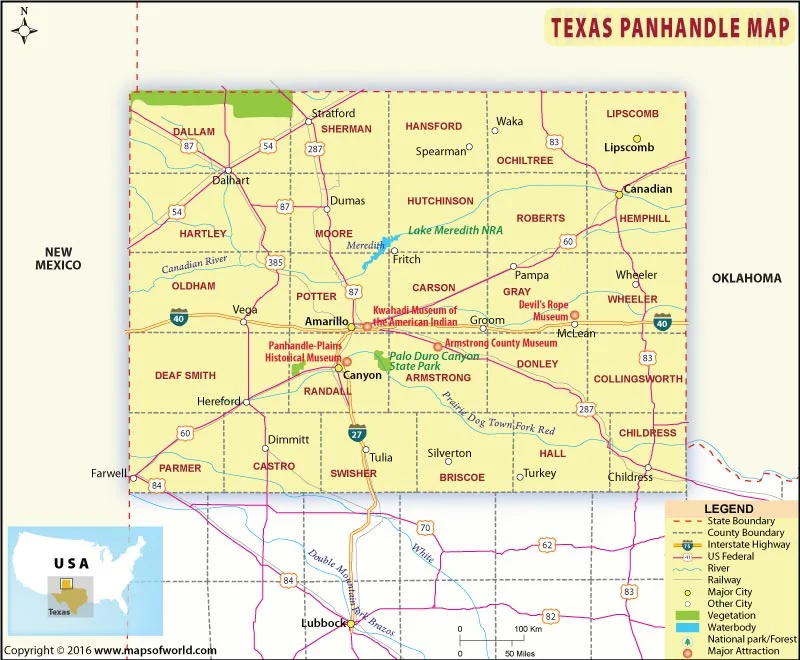 N
TEXAS PANHANDLE MAP
Stratford
DALLAM
SHERMAN
HANSFORD
Waka
LIPSCOMB
87
54
287
Spearman
83
Lipscomb
OCHILTREE
Dalhart
Canadian
87
Dumas
HUTCHINSON
54
ROBERTS
HEMPHILL
HARTLEY
MOORE
Lake Meredith NRA
60
Meredith
NEW
MEXICO
Canadian River
385
Fritch
Pampa
Wheeler
OKLAHOMA
OLDHAM
POTTER
87
CARSON
GRAY
WHEELER
Vega
Kwahadi Museum of
the American Indian
Devil's Rope
Museum
40
Amarillo
Groom
McLean
40
Panhandle-Plains
Historical Museum
Armstrong County Museum
Palo Duro Canyon
State Park
83
DEAF SMITH
Canyon
ARMSTRONG
DONLEY
COLLINGSWORTH
RANDALL
Hereford
Prairie Dog Town Fork Red
287
60
27
CHILDRESS
Dimmitt
Tulia
Silverton
HALL
Farwell
PARMER
CASTRO
SWISHER
BRISCOE
Turkey
Childress
84
70
62
White
Double Mountain Fork Brazos
84
83
82
Lubbock
USA
Texas
0 100 Km
0 50 Miles
LEGEND
State Boundary
County Boundary
75
Interstate Highway
41
US Federal
River
Railway
Major City
Other City
Vegetation
Waterbody
National park/Forest
Major Attraction
Copyright © 2016 www.mapsofworld.com